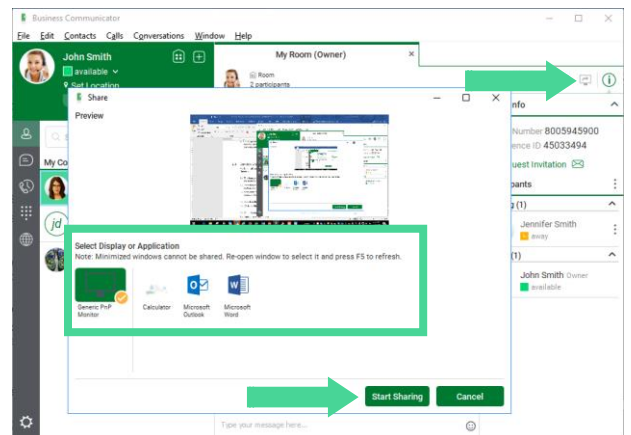 Business Communicator
File Edit Contacts Calls Conversations Window Help
John Smith
available
Set Location
My Room (Owner)
Room
2 participants
Share
Preview
Select Display or Application
Note: Minimized windows cannot be shared. Re-open window to select it and press F5 to refresh.
Generic PnP
Monitor
Calculator
Microsoft
Outlook
Microsoft
Word
Start Sharing
Cancel
My Co
jd
nfo
Number 8005945900
ence ID 45033494
uest Invitation
pants
(1)
Jennifer Smith
away
(1)
John Smith Owner
available
Type your message here...